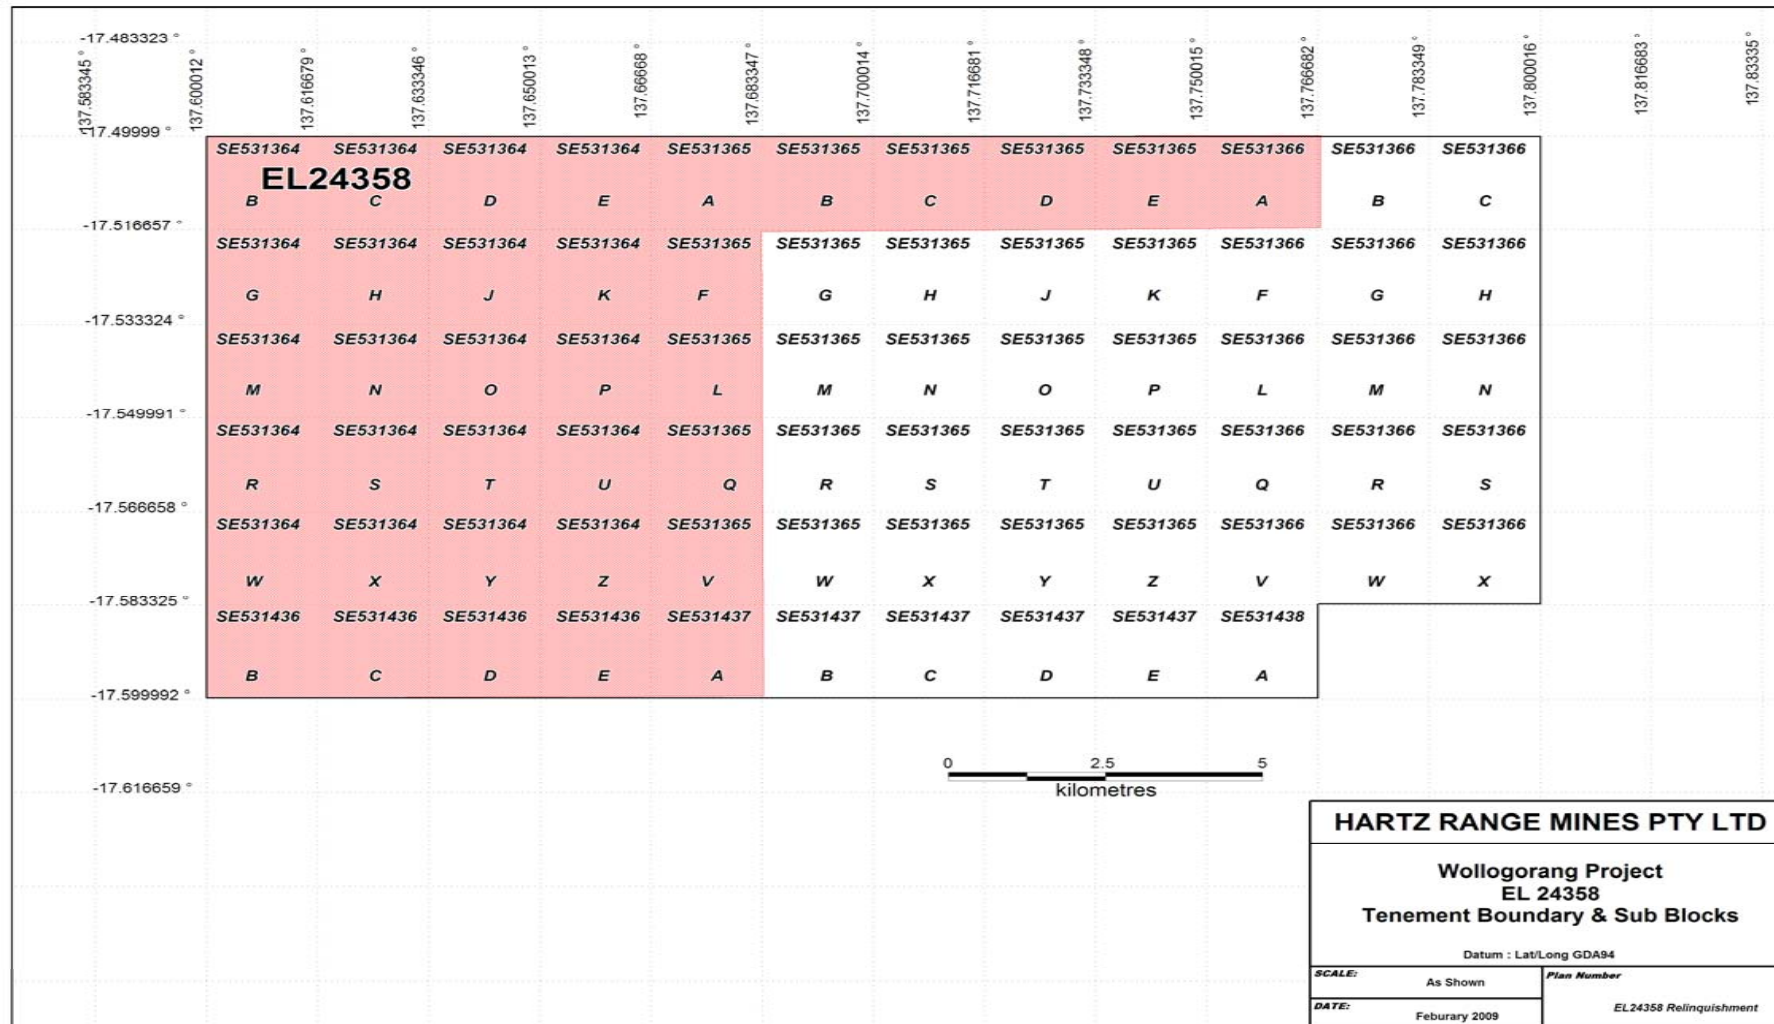 -17.483323 °
137.583345 ° 137.600012 ° 137.616679 ° 137.633346 ° 137.650013 ° 137.66668 ° 137.683347 ° 137.700014 ° 137.716681 ° 137.733348 ° 137.750015 ° 137.766682 ° 137.783349 ° 137.800016 ° 137.816683 ° 137.83335 °
-17.49999 °
SE531364 SE531364 SE531364 SE531364 SE531365 SE531365 SE531365 SE531365 SE531365 SE531366 SE531366 SE531366
EL24358
B C D E A B C D E A B C
-17.516657 °
SE531364 SE531364 SE531364 SE531364 SE531365 SE531365 SE531365 SE531365 SE531365 SE531366 SE531366 SE531366
G H J K F G H J K F G H
-17.533324 °
SE531364 SE531364 SE531364 SE531364 SE531365 SE531365 SE531365 SE531365 SE531365 SE531366 SE531366 SE531366
M N O P L M N O P L M N
-17.549991 °
SE531364 SE531364 SE531364 SE531364 SE531365 SE531365 SE531365 SE531365 SE531365 SE531366 SE531366 SE531366
R S T U Q R S T U Q R S
-17.566658 °
SE531364 SE531364 SE531364 SE531364 SE531365 SE531365 SE531365 SE531365 SE531365 SE531366 SE531366 SE531366
W X Y Z V W X Y Z V W X
-17.583325 °
SE531436 SE531436 SE531436 SE531436 SE531437 SE531437 SE531437 SE531437 SE531437 SE531438
B C D E A B C D E A
-17.599992 °
0 2.5 5
kilometres
-17.616659 °
HARTZ RANGE MINES PTY LTD
Wollogorang Project
EL 24358
Tenement Boundary & Sub Blocks
Datum : Lat/Long GDA94
SCALE: As Shown
Plan Number
EL24358 Relinquishment
DATE: Feburary 2009